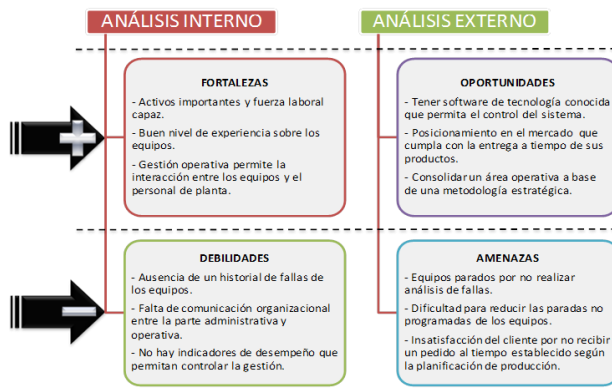 ANÁLISIS INTERNO
ANÁLISIS EXTERNO
FORTALEZAS
- Activos importantes y fuerza laboral
capaz.
- Buen nivel de experiencia sobre los
equipos.
- Gestión operativa permite la
interacción entre los equipos y el
personal de planta.
OPORTUNIDADES
- Tener software de tecnología conocida
que permita el control del sistema.
- Posicionamiento en el mercado que
cumpla con la entrega a tiempo de sus
productos.
- Consolidar un área operativa a base
de una metodología estratégica.
DEBILIDADES
- Ausencia de un historial de fallas de
los equipos.
- Falta de comunicación organizacional
entre la parte administrativa y
operativa.
- No hay indicadores de desempeño que
permitan controlar la gestión.
AMENAZAS
- Equipos parados por no realizar
análisis de fallas.
- Dificultad para reducir las paradas no
programadas de los equipos.
- Insatisfacción del cliente por no recibir
un pedido al tiempo establecido según
la planificación de producción.